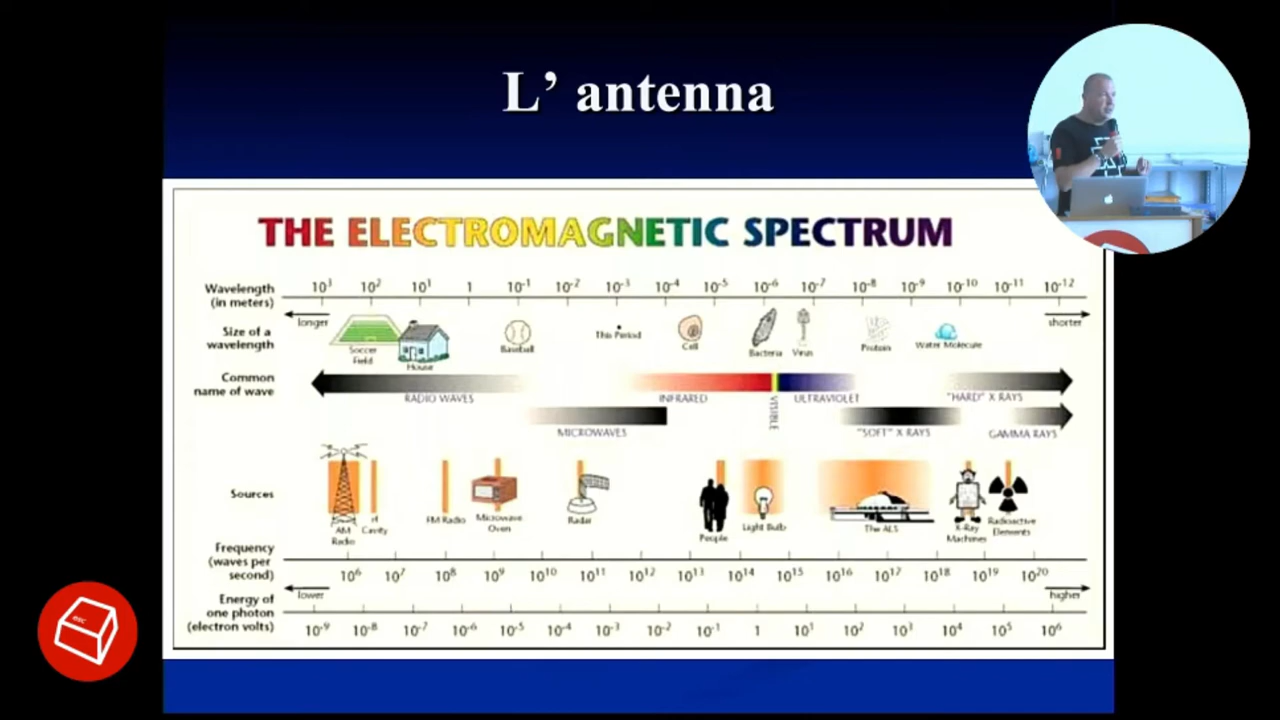 L' antenna
THE ELECTROMAGNETIC SPECTRUM
Wavelength
(in meters)
10³ 10² 10¹ 1 10⁻¹ 10⁻² 10⁻³ 10⁻⁴ 10⁻⁵ 10⁻⁶ 10⁻⁷ 10⁻⁸ 10⁻⁹ 10⁻¹⁰ 10⁻¹¹ 10⁻¹²
longer
shorter
Size of a
wavelength
Soccer
Field
House
Baseball
This Period
Cell
Bacteria
Virus
Protein
Water Molecule
Common
name of wave
RADIO WAVES
INFRARED
VISIBLE
ULTRAVIOLET
"HARD" X RAYS
MICROWAVES
"SOFT" X RAYS
GAMMA RAYS
Sources
AM
Radio
rf
Cavity
FM Radio
Microwave
Oven
Radar
People
Light Bulb
The ALS
X-Ray
Machines
Radioactive
Elements
Frequency
(waves per
second)
10⁶ 10⁷ 10⁸ 10⁹ 10¹⁰ 10¹¹ 10¹² 10¹³ 10¹⁴ 10¹⁵ 10¹⁶ 10¹⁷ 10¹⁸ 10¹⁹ 10²⁰
lower
higher
Energy of
one photon
(electron volts)
10⁻⁹ 10⁻⁸ 10⁻⁷ 10⁻⁶ 10⁻⁵ 10⁻⁴ 10⁻³ 10⁻² 10⁻¹ 1 10¹ 10² 10³ 10⁴ 10⁵ 10⁶
esc